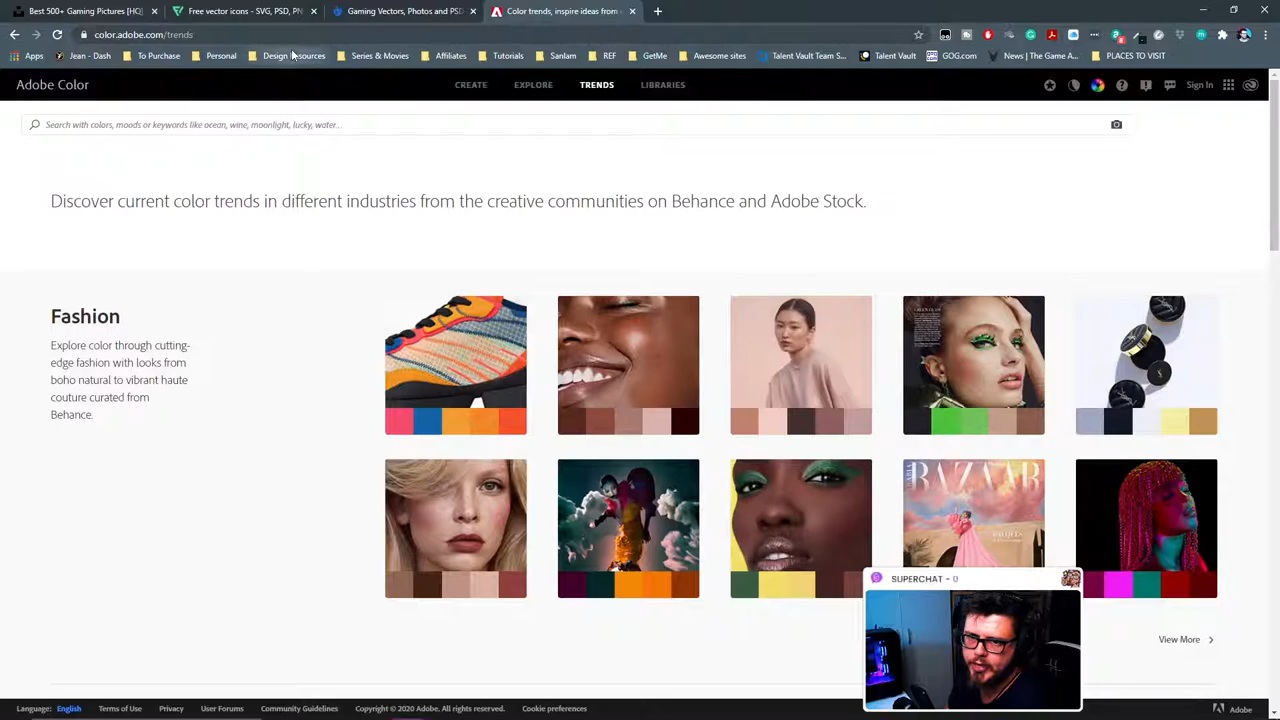 Best 500+ Gaming Pictures [HQ]
Free vector icons - SVG, PSD, PN
Gaming Vectors, Photos and PSD
Color trends, inspire ideas from
color.adobe.com/trends
Apps
Jean - Dash
To Purchase
Personal
Design Resources
Series & Movies
Affiliates
Tutorials
Sanlam
REF
GetMe
Awesome sites
Talent Vault Team S...
Talent Vault
GOG.com
News | The Game A...
PLACES TO VISIT
Adobe Color
CREATE
EXPLORE
TRENDS
LIBRARIES
Sign In
Search with colors, moods or keywords like ocean, wine, moonlight, lucky, water...
Discover current color trends in different industries from the creative communities on Behance and Adobe Stock.
Fashion
Explore color through cutting-
edge fashion with looks from
boho natural to vibrant haute
couture curated from
Behance.
BAZAAR
SUPERCHAT - 0
View More
Language: English
Terms of Use
Privacy
User Forums
Community Guidelines
Copyright © 2020 Adobe. All rights reserved.
Cookie preferences
Adobe